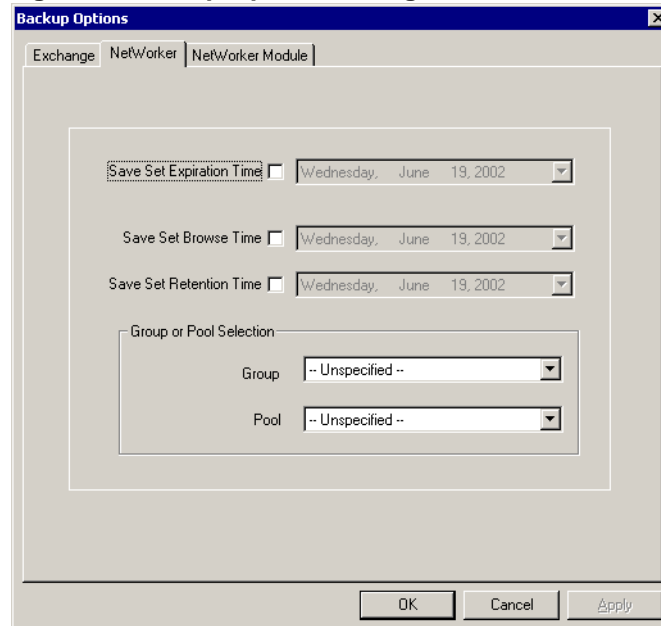 Backup Options
Exchange NetWorker NetWorker Module
Save Set Expiration Time Wednesday, June 19, 2002
Save Set Browse Time Wednesday, June 19, 2002
Save Set Retention Time Wednesday, June 19, 2002
Group or Pool Selection
Group -- Unspecified --
Pool -- Unspecified --
OK Cancel Apply